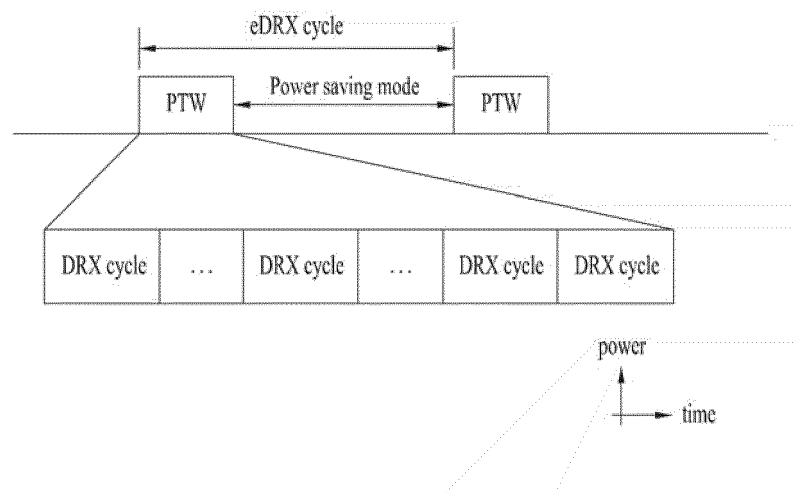 eDRX cycle
PTW
Power saving mode
PTW
DRX cycle
...
DRX cycle
...
DRX cycle
DRX cycle
power
time